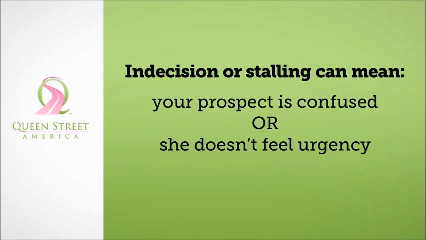 Indecision or stalling can mean:
your prospect is confused
OR
she doesn't feel urgency
QUEEN STREET
AMERICA